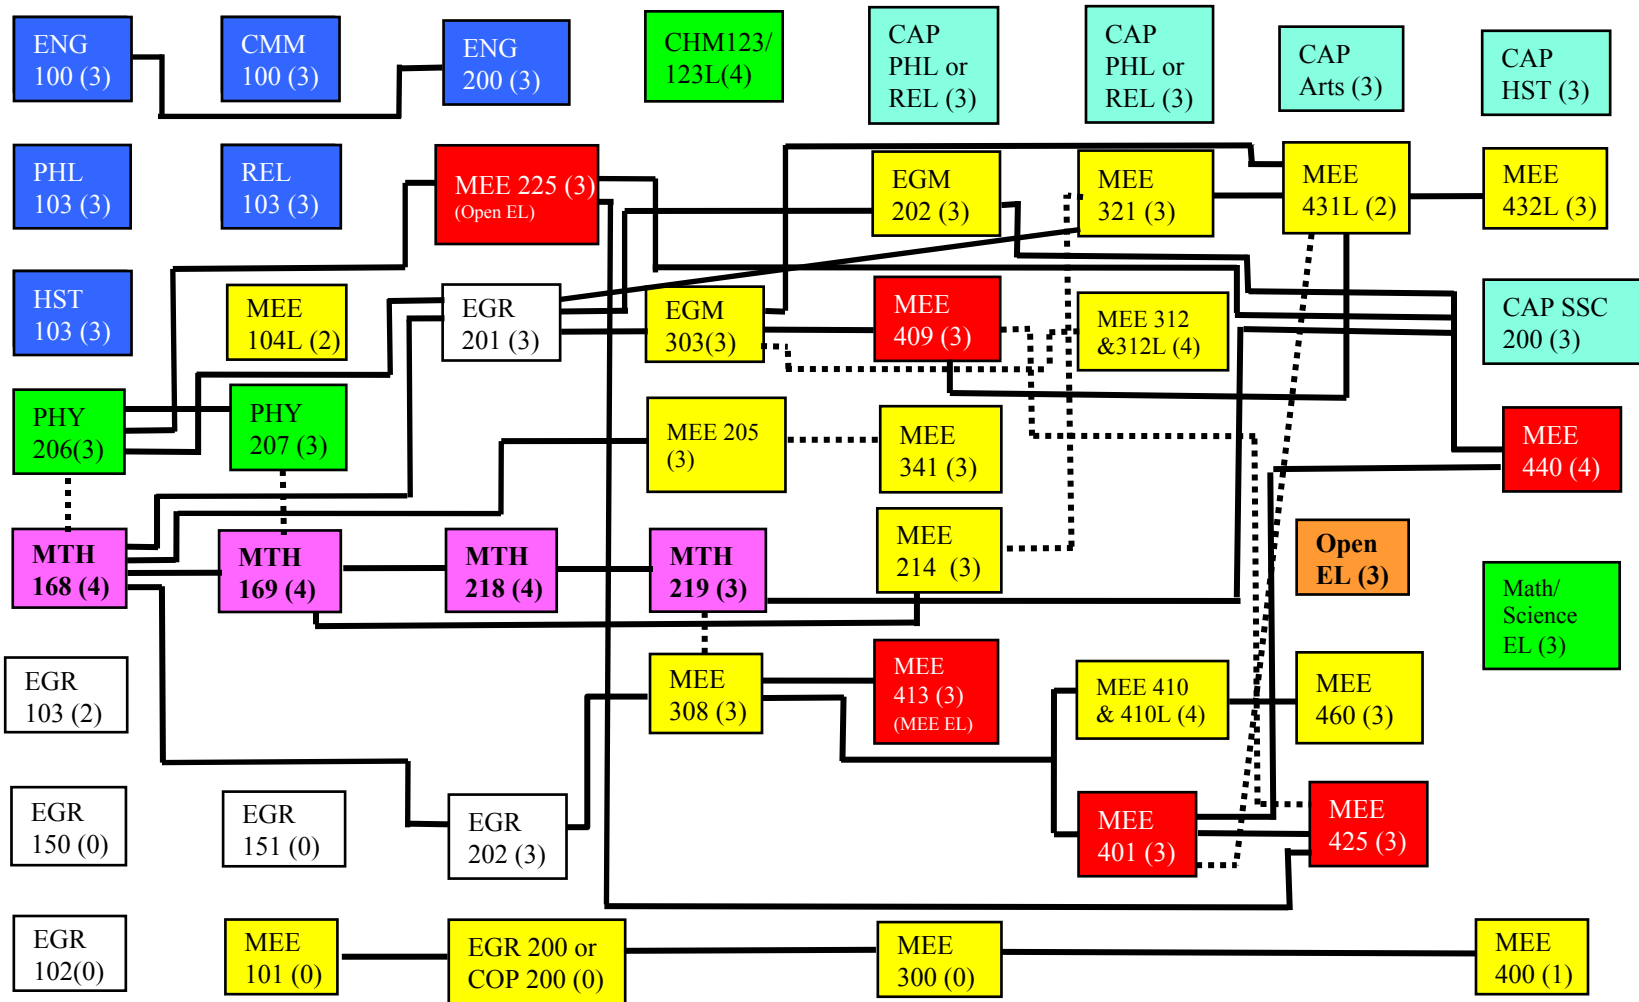 ENG
100 (3)
CMM
100 (3)
ENG
200 (3)
CHM123/
123L(4)
CAP
PHL or
REL (3)
CAP
PHL or
REL (3)
CAP
Arts (3)
CAP
HST (3)
PHL
103 (3)
REL
103 (3)
MEE 225 (3)
(Open EL)
EGM
202 (3)
MEE
321 (3)
MEE
431L (2)
MEE
432L (3)
HST
103 (3)
MEE
104L (2)
EGR
201 (3)
EGM
303(3)
MEE
409 (3)
MEE 312
&312L (4)
CAP SSC
200 (3)
PHY
206(3)
PHY
207 (3)
MEE 205
(3)
MEE
341 (3)
MEE
440 (4)
MTH
168 (4)
MTH
169 (4)
MTH
218 (4)
MTH
219 (3)
MEE
214 (3)
Open
EL (3)
Math/
Science
EL (3)
EGR
103 (2)
MEE
308 (3)
MEE
413 (3)
(MEE EL)
MEE 410
& 410L (4)
MEE
460 (3)
EGR
150 (0)
EGR
151 (0)
EGR
202 (3)
MEE
401 (3)
MEE
425 (3)
EGR
102(0)
MEE
101 (0)
EGR 200 or
COP 200 (0)
MEE
300 (0)
MEE
400 (1)